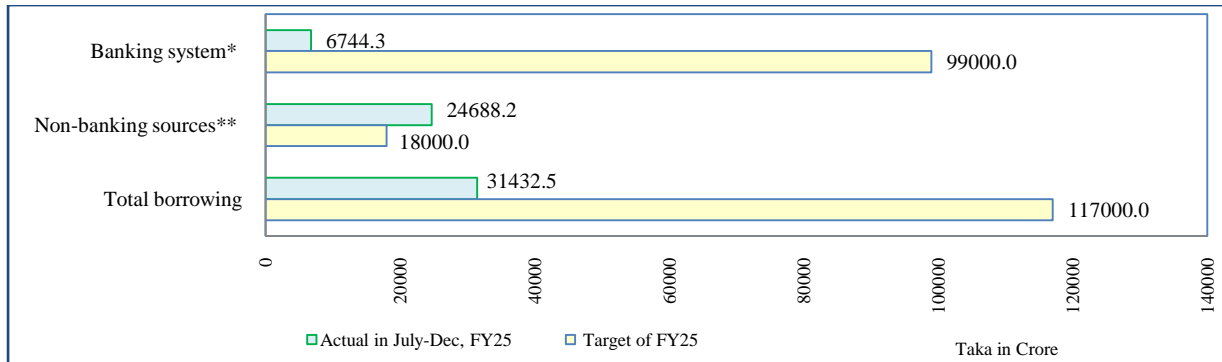 Banking system*
6744.3
99000.0
Non-banking sources**
24688.2
18000.0
Total borrowing
31432.5
117000.0
0
20000
40000
60000
80000
100000
120000
140000
Actual in July-Dec, FY25
Target of FY25
Taka in Crore